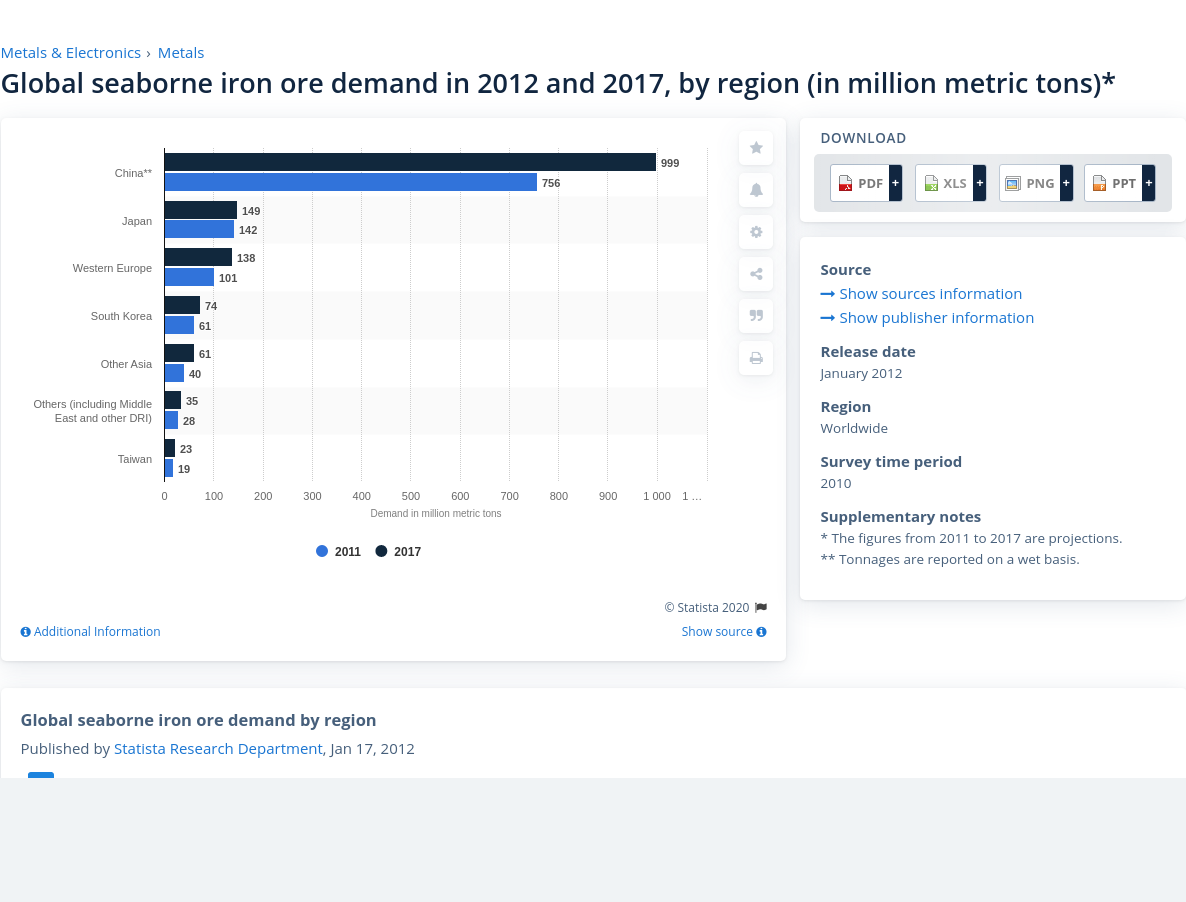 Metals & Electronics › Metals
Global seaborne iron ore demand in 2012 and 2017, by region (in million metric tons)*
China**
999
756
Japan
149
142
Western Europe
138
101
South Korea
74
61
Other Asia
61
40
Others (including Middle
East and other DRI)
35
28
Taiwan
23
19
0 100 200 300 400 500 600 700 800 900 1 000 1 …
Demand in million metric tons
2011 2017
© Statista 2020
Additional Information
Show source
DOWNLOAD
PDF + XLS + PNG + PPT +
Source
Show sources information
Show publisher information
Release date
January 2012
Region
Worldwide
Survey time period
2010
Supplementary notes
* The figures from 2011 to 2017 are projections.
** Tonnages are reported on a wet basis.
Global seaborne iron ore demand by region
Published by Statista Research Department, Jan 17, 2012